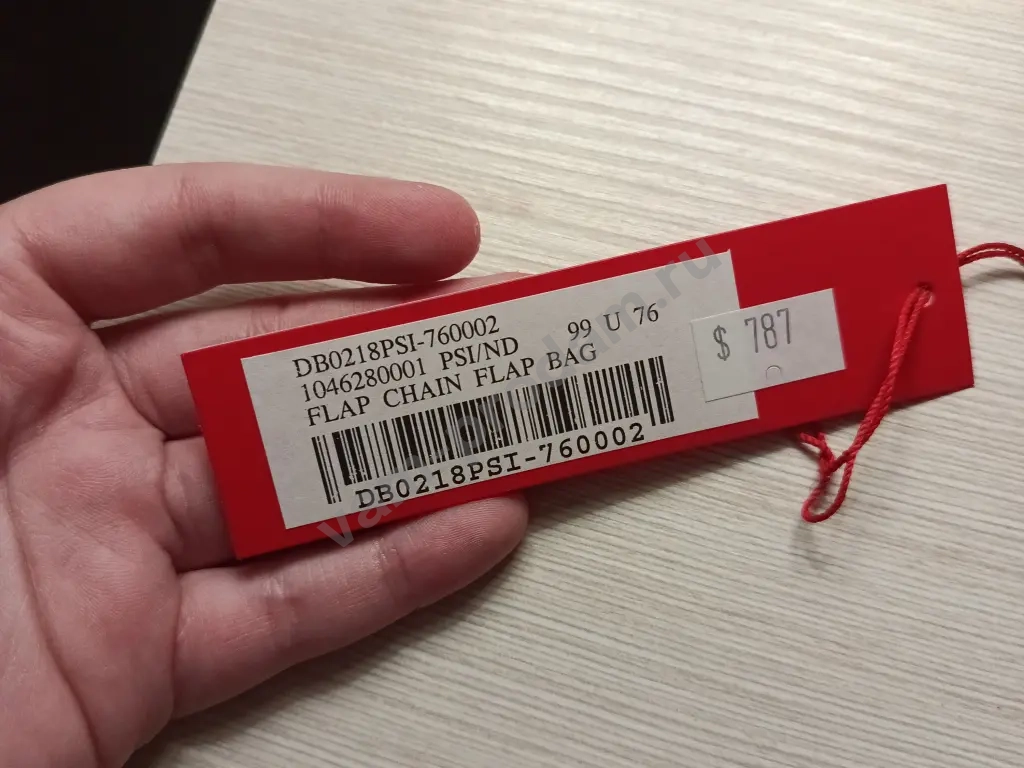 DB0218PSI-760002
1046280001 PSI/ND 99 U 76
FLAP CHAIN FLAP BAG
DB0218PSI-760002
$ 787